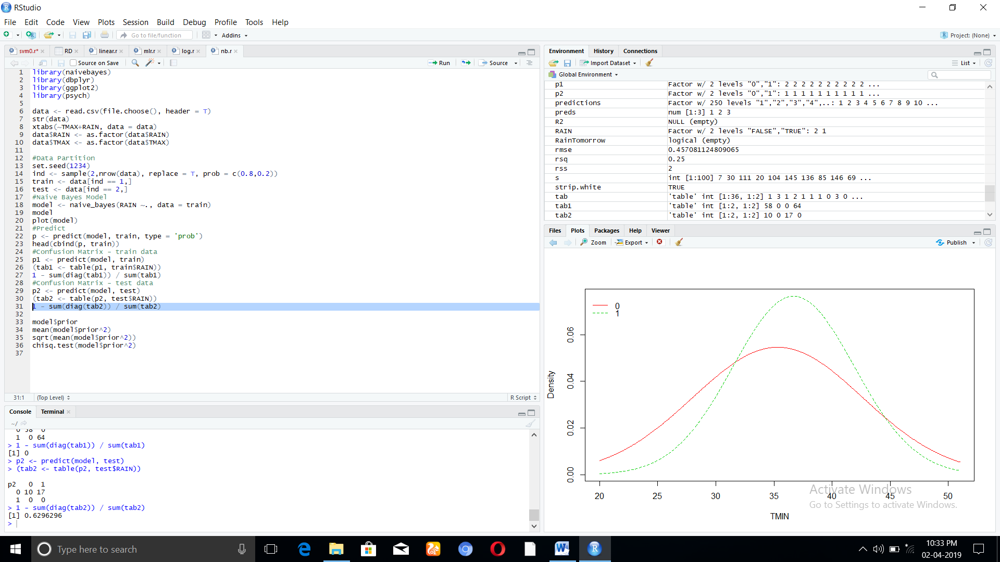 RStudio
File Edit Code View Plots Session Build Debug Profile Tools Help
Go to file/function Addins Project: (None)
svm0.r* RD linear.r mlr.r log.r nb.r
Source on Save Run Source
1 library(naivebayes)
2 library(dbplyr)
3 library(ggplot2)
4 library(psych)
5
6 data <- read.csv(file.choose(), header = T)
7 str(data)
8 xtabs(~TMAX+RAIN, data = data)
9 data$RAIN <- as.factor(data$RAIN)
10 data$TMAX <- as.factor(data$TMAX)
11
12 #Data Partition
13 set.seed(1234)
14 ind <- sample(2,nrow(data), replace = T, prob = c(0.8,0.2))
15 train <- data[ind == 1,]
16 test <- data[ind == 2,]
17 #Naive Bayes Model
18 model <- naive_bayes(RAIN ~., data = train)
19 model
20 plot(model)
21 #Predict
22 p <- predict(model, train, type = 'prob')
23 head(cbind(p, train))
24 #Confusion Matrix - train data
25 p1 <- predict(model, train)
26 (tab1 <- table(p1, train$RAIN))
27 1 - sum(diag(tab1)) / sum(tab1)
28 #Confusion Matrix - test data
29 p2 <- predict(model, test)
30 (tab2 <- table(p2, test$RAIN))
31 1 - sum(diag(tab2)) / sum(tab2)
32
33 model$prior
34 mean(model$prior^2)
35 sqrt(mean(model$prior^2))
36 chisq.test(model$prior^2)
37
31:1 (Top Level) R Script
Console Terminal
~/
0 58 0
1 0 64
> 1 - sum(diag(tab1)) / sum(tab1)
[1] 0
> p2 <- predict(model, test)
> (tab2 <- table(p2, test$RAIN))
p2 0 1
0 10 17
1 0 0
> 1 - sum(diag(tab2)) / sum(tab2)
[1] 0.6296296
>
Environment History Connections
Import Dataset List
Global Environment
p1 Factor w/ 2 levels "0","1": 2 2 2 2 2 2 2 2 2 2 ...
p2 Factor w/ 2 levels "0","1": 1 1 1 1 1 1 1 1 1 1 ...
predictions Factor w/ 250 levels "1","2","3","4",..: 1 2 3 4 5 6 7 8 9 10 ...
preds num [1:3] 1 2 3
R2 NULL (empty)
RAIN Factor w/ 2 levels "FALSE","TRUE": 2 1
RainTomorrow logical (empty)
rmse 0.457081124809065
rsq 0.25
rss 2
s int [1:100] 7 30 111 20 104 145 136 85 146 69 ...
strip.white TRUE
tab 'table' int [1:36, 1:2] 1 3 1 2 1 1 1 0 3 0 ...
tab1 'table' int [1:2, 1:2] 58 0 0 64
tab2 'table' int [1:2, 1:2] 10 0 17 0
Files Plots Packages Help Viewer
Zoom Export Publish
0
1
Density
0.06
0.04
0.02
0.00
20 25 30 35 40 45 50
TMIN
Activate Windows
Go to Settings to activate Windows.
Type here to search
10:33 PM
02-04-2019